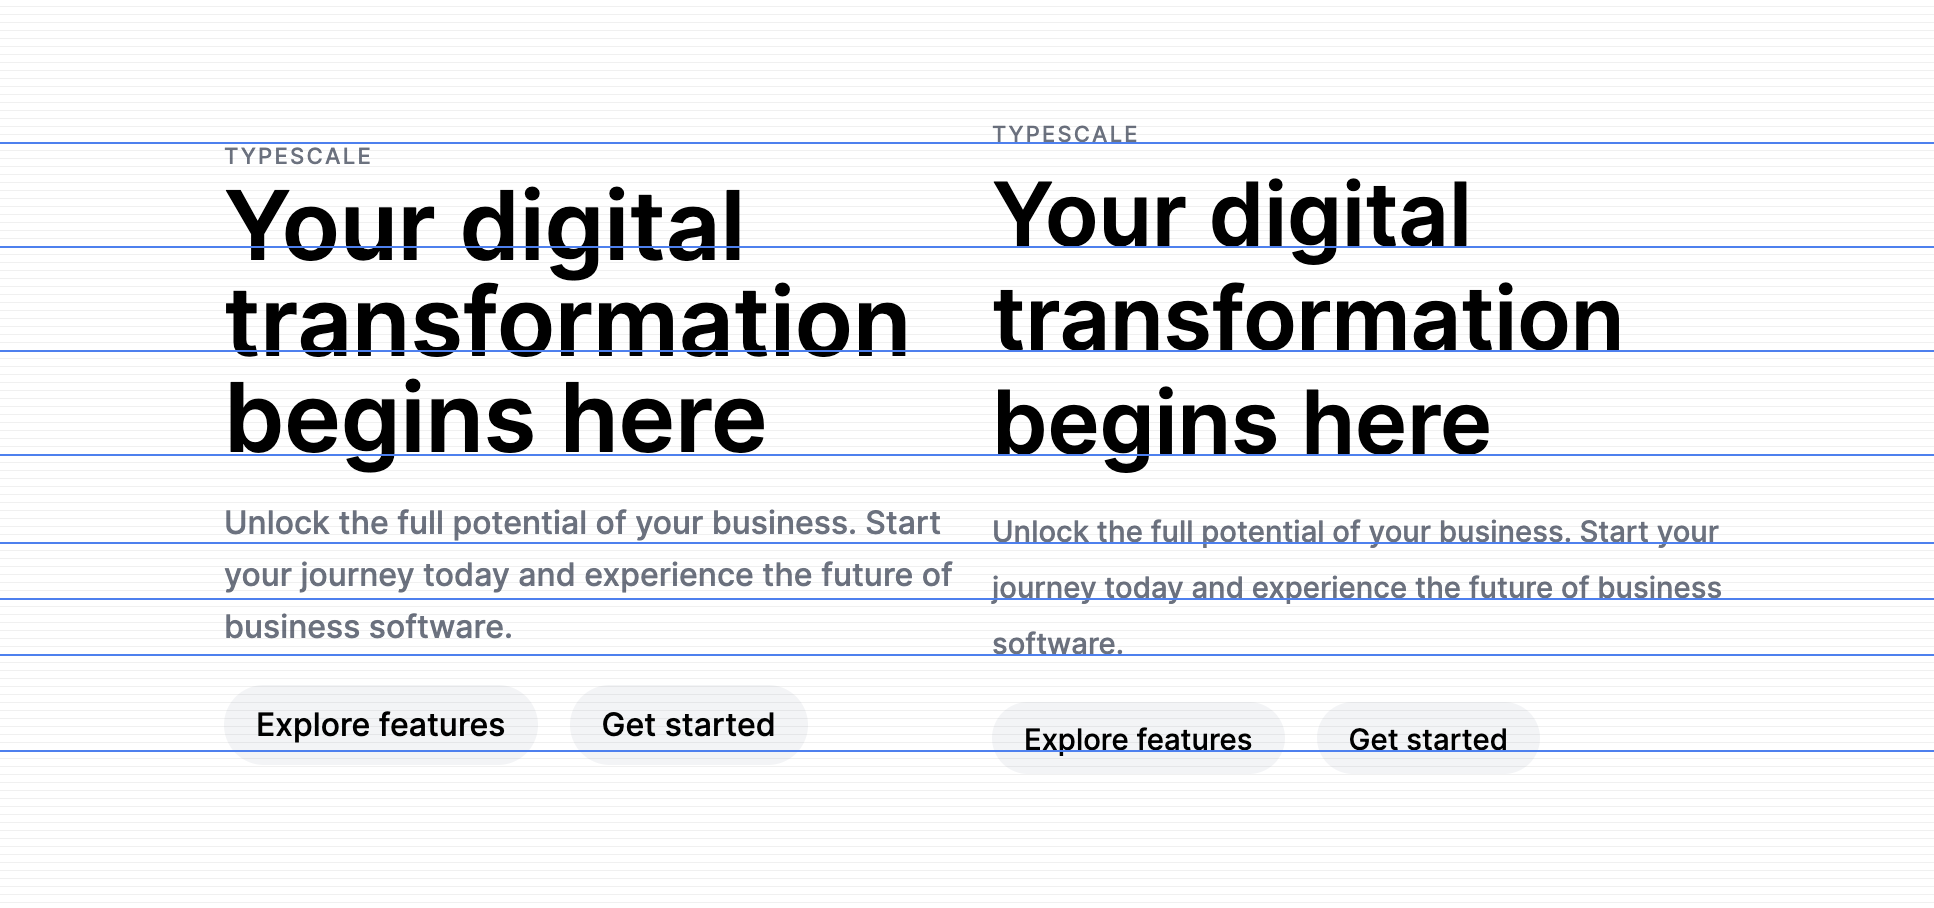 TYPESCALE
Your digital
transformation
begins here
Unlock the full potential of your business. Start
your journey today and experience the future of
business software.
Explore features
Get started
TYPESCALE
Your digital
transformation
begins here
Unlock the full potential of your business. Start your
journey today and experience the future of business
software.
Explore features
Get started